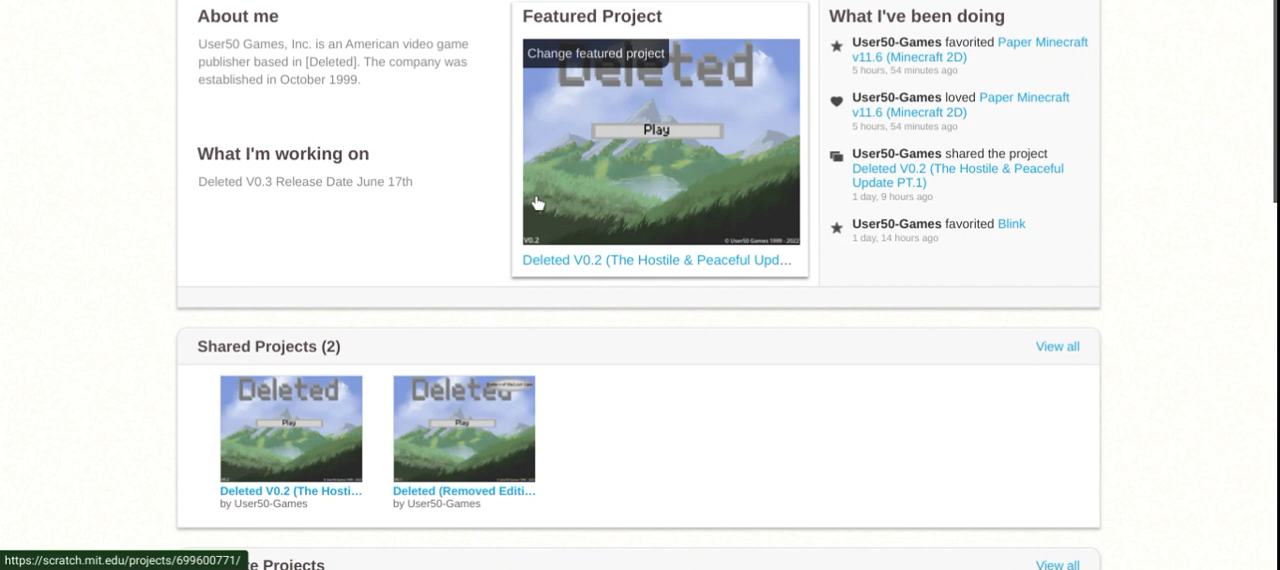 About me
User50 Games, Inc. is an American video game
publisher based in [Deleted]. The company was
established in October 1999.
What I'm working on
Deleted V0.3 Release Date June 17th
Featured Project
Change featured project
Deleted
Play
V0.2
© User50 Games 1999 - 2022
Deleted V0.2 (The Hostile & Peaceful Upd...
What I've been doing
User50-Games favorited Paper Minecraft
v11.6 (Minecraft 2D)
5 hours, 54 minutes ago
User50-Games loved Paper Minecraft
v11.6 (Minecraft 2D)
5 hours, 54 minutes ago
User50-Games shared the project
Deleted V0.2 (The Hostile & Peaceful
Update PT.1)
1 day, 9 hours ago
User50-Games favorited Blink
1 day, 14 hours ago
Shared Projects (2)
View all
Deleted
Play
Deleted V0.2 (The Hosti...
by User50-Games
Deleted
Play
Deleted (Removed Editi...
by User50-Games
https://scratch.mit.edu/projects/699600771/
e Projects
View all